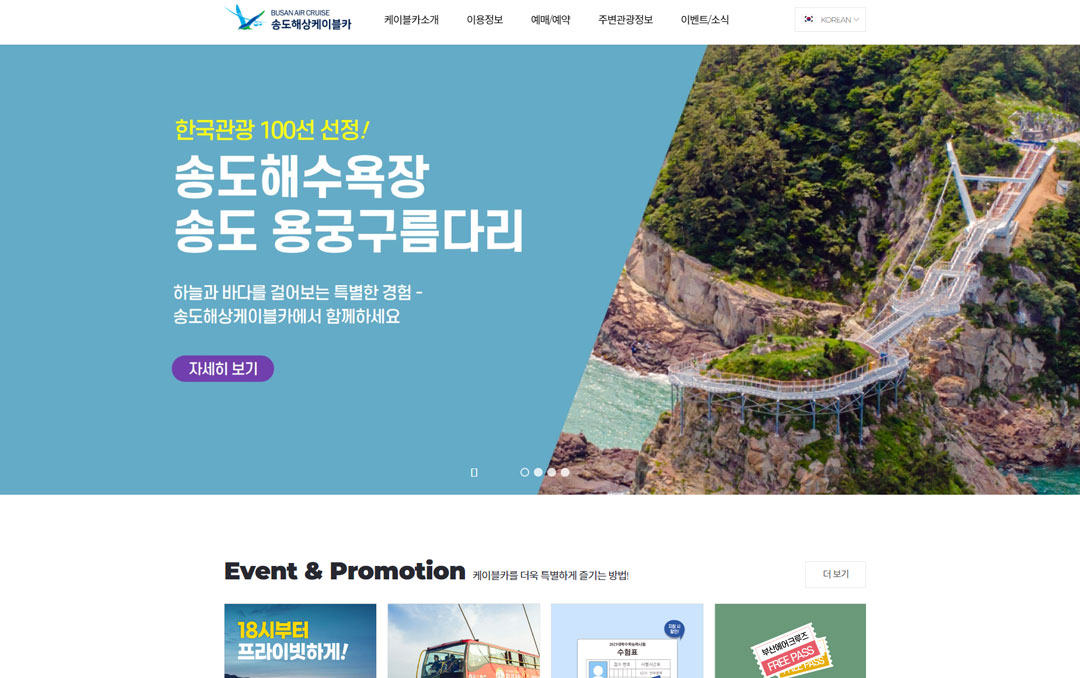 BUSAN AIR CRUISE
송도해상케이블카
케이블카소개 이용정보 예매/예약 주변관광정보 이벤트/소식
KOREAN
한국관광 100선 선정!
송도해수욕장
송도 용궁구름다리
하늘과 바다를 걸어보는 특별한 경험 -
송도해상케이블카에서 함께하세요
자세히 보기
Event & Promotion 케이블카를 더욱 특별하게 즐기는 방법!
더 보기
18시부터
프라이빗하게!
수험표
부산에어크루즈
FREE PASS
FREE PASS